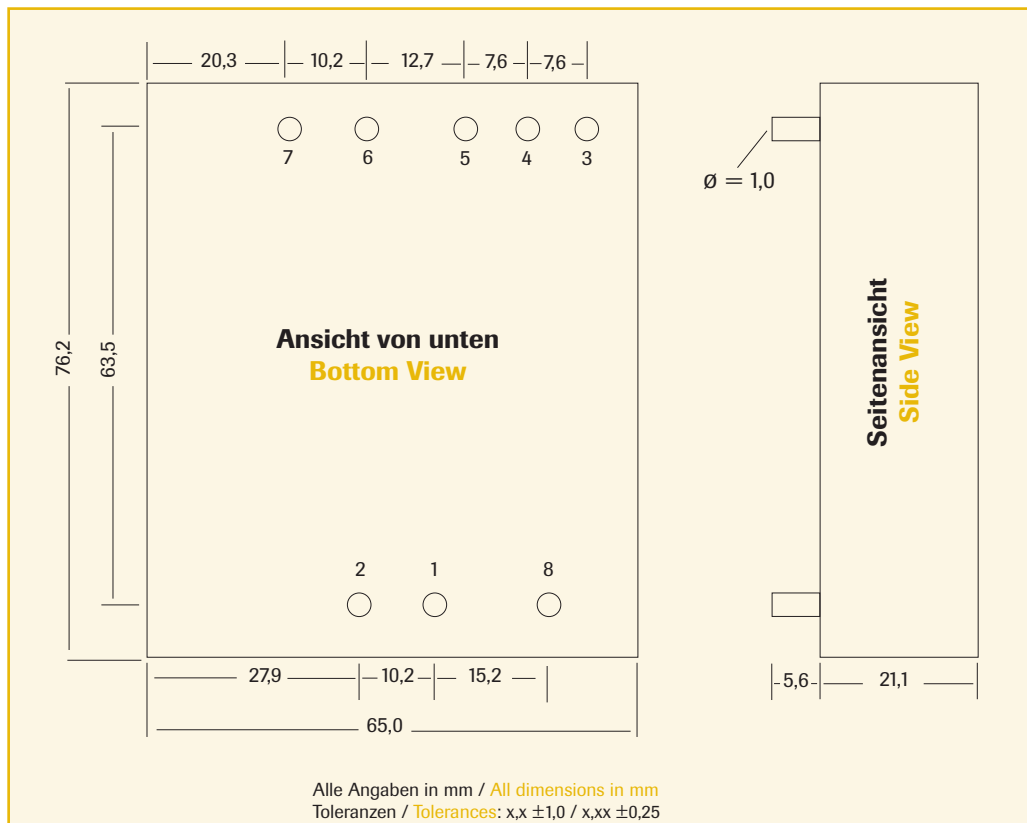 20,3 10,2 12,7 7,6 7,6
7 6 5 4 3
ø = 1,0
76,2
63,5
Ansicht von unten
Bottom View
Seitenansicht
Side View
2 1 8
27,9 10,2 15,2
5,6 21,1
65,0
Alle Angaben in mm / All dimensions in mm
Toleranzen / Tolerances: x,x ±1,0 / x,xx ±0,25